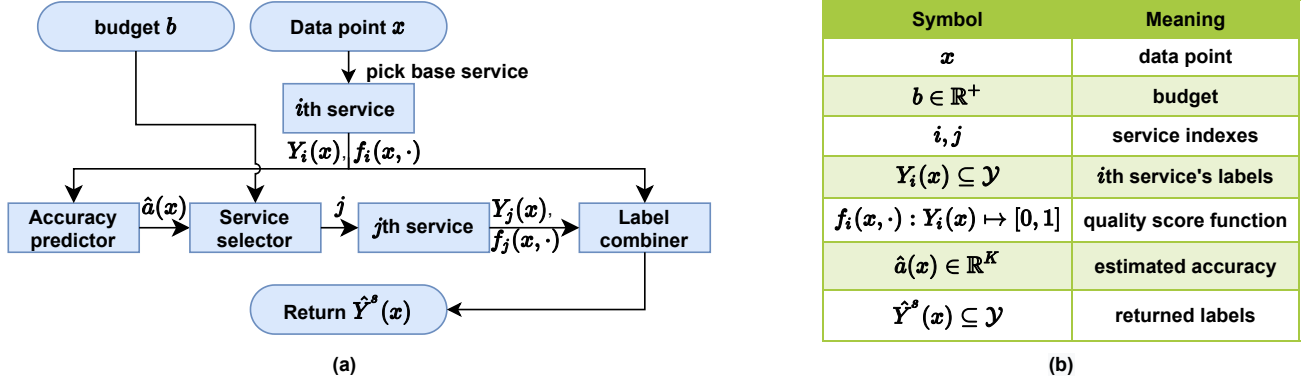 budget b
Data point x
pick base service
ith service
Y_i(x), f_i(x, ·)
Accuracy
predictor
â(x)
Service
selector
j
jth service
Y_j(x),
f_j(x, ·)
Label
combiner
Return Ŷ^s(x)
(a)
Symbol Meaning
x data point
b ∈ ℝ^+ budget
i, j service indexes
Y_i(x) ⊆ 𝒴 ith service's labels
f_i(x, ·) : Y_i(x) ↦ [0, 1] quality score function
â(x) ∈ ℝ^K estimated accuracy
Ŷ^s(x) ⊆ 𝒴 returned labels
(b)